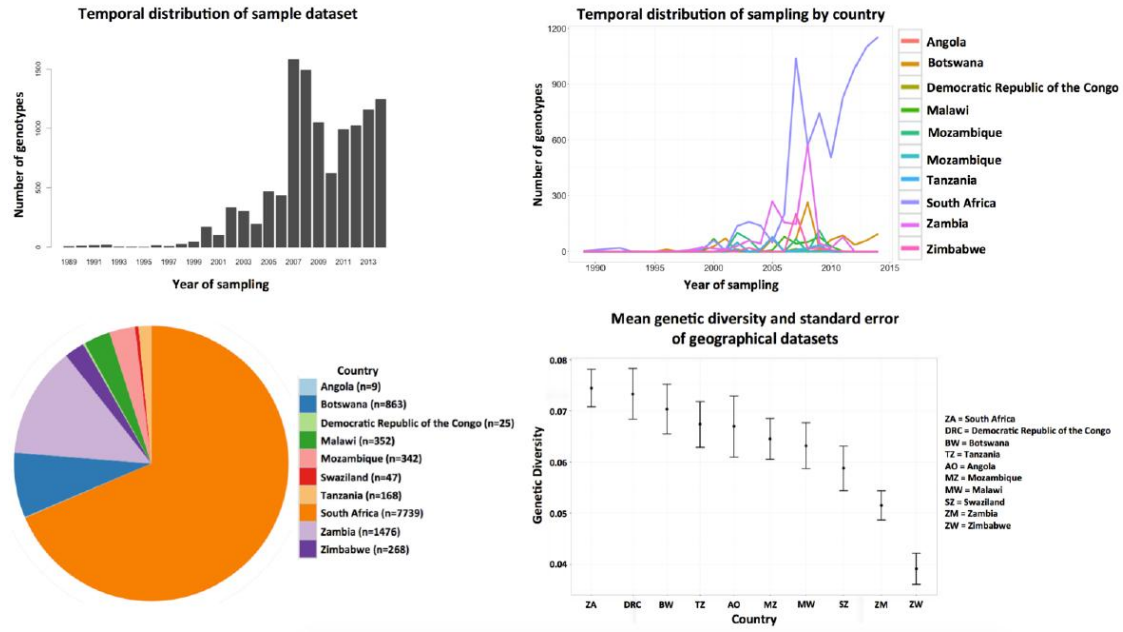 Temporal distribution of sample dataset
Number of genotypes
1500
1000
500
0
1989 1991 1993 1995 1997 1999 2001 2003 2005 2007 2009 2011 2013
Year of sampling
Temporal distribution of sampling by country
Number of genotypes
1200
900
600
300
0
1990 1995 2000 2005 2010 2015
Year of sampling
Angola
Botswana
Democratic Republic of the Congo
Malawi
Mozambique
Mozambique
Tanzania
South Africa
Zambia
Zimbabwe
Country
Angola (n=9)
Botswana (n=863)
Democratic Republic of the Congo (n=25)
Malawi (n=352)
Mozambique (n=342)
Swaziland (n=47)
Tanzania (n=168)
South Africa (n=7739)
Zambia (n=1476)
Zimbabwe (n=268)
Mean genetic diversity and standard error
of geographical datasets
Genetic Diversity
0.08
0.07
0.06
0.05
0.04
ZA DRC BW TZ AO MZ MW SZ ZM ZW
Country
ZA = South Africa
DRC = Democratic Republic of the Congo
BW = Botswana
TZ = Tanzania
AO = Angola
MZ = Mozambique
MW = Malawi
SZ = Swaziland
ZM = Zambia
ZW = Zimbabwe